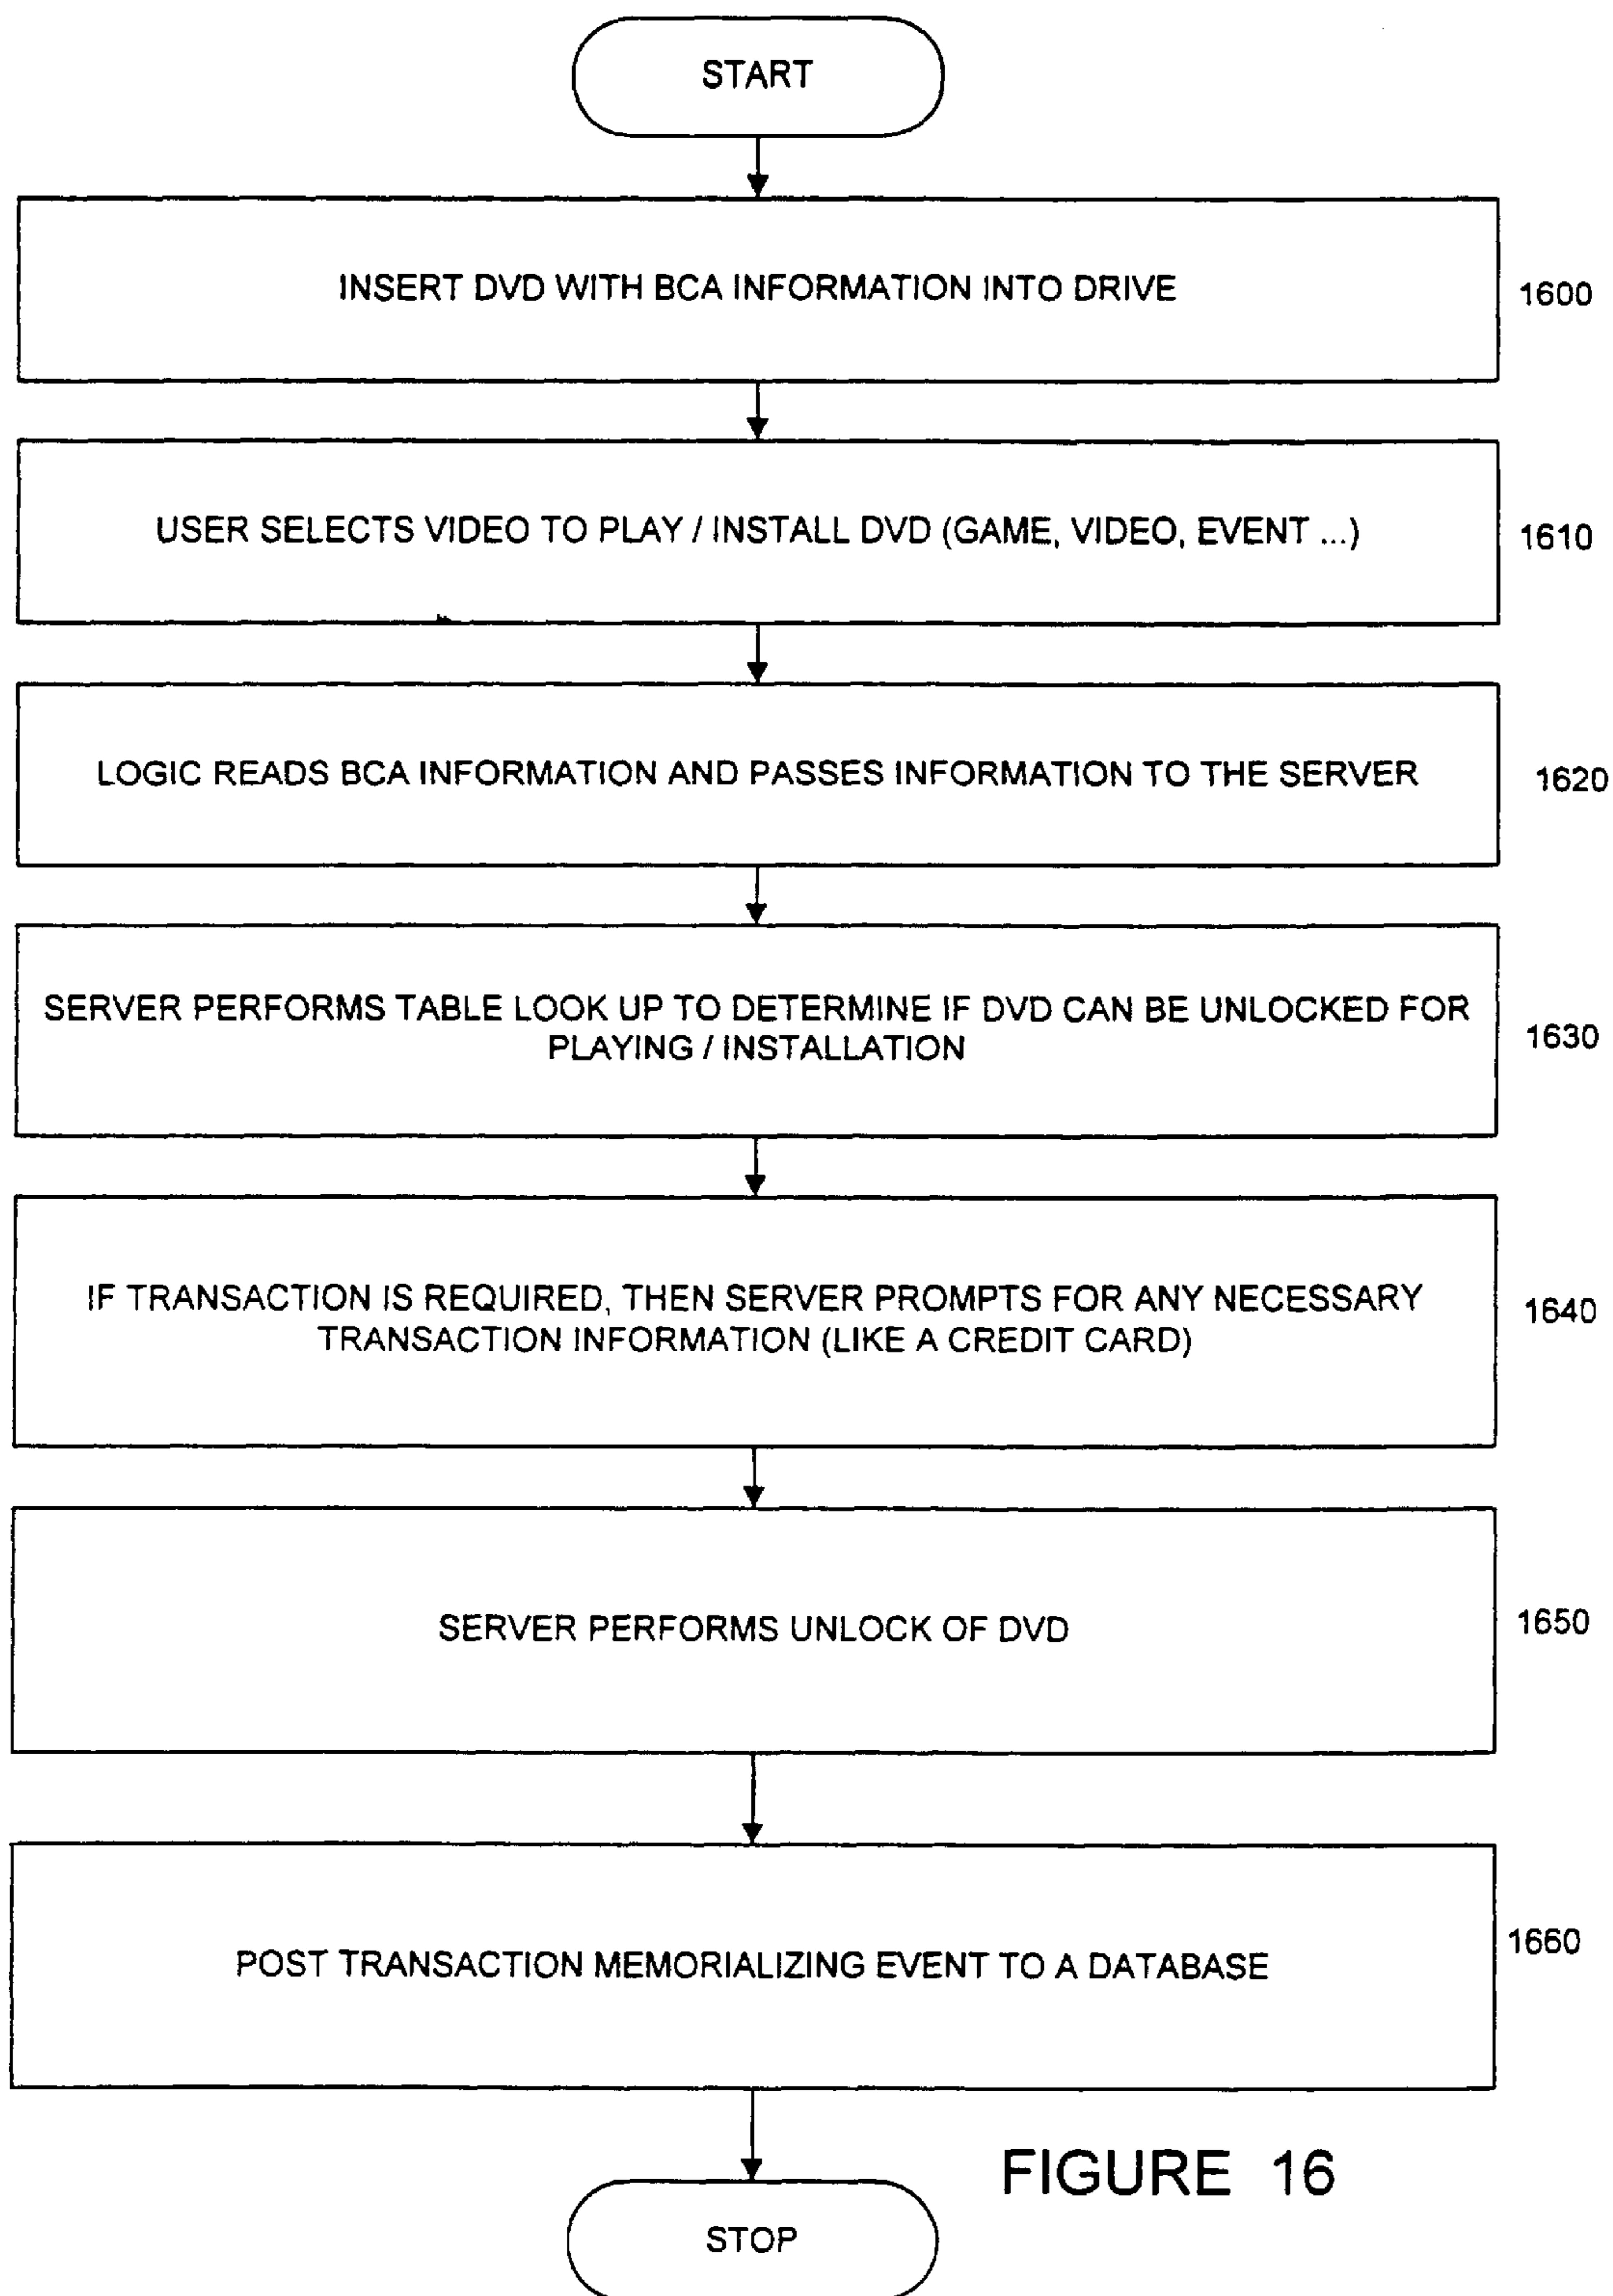 START
INSERT DVD WITH BCA INFORMATION INTO DRIVE
1600
USER SELECTS VIDEO TO PLAY / INSTALL DVD (GAME, VIDEO, EVENT ...)
1610
LOGIC READS BCA INFORMATION AND PASSES INFORMATION TO THE SERVER
1620
SERVER PERFORMS TABLE LOOK UP TO DETERMINE IF DVD CAN BE UNLOCKED FOR
PLAYING / INSTALLATION
1630
IF TRANSACTION IS REQUIRED, THEN SERVER PROMPTS FOR ANY NECESSARY
TRANSACTION INFORMATION (LIKE A CREDIT CARD)
1640
SERVER PERFORMS UNLOCK OF DVD
1650
POST TRANSACTION MEMORIALIZING EVENT TO A DATABASE
1660
FIGURE 16
STOP